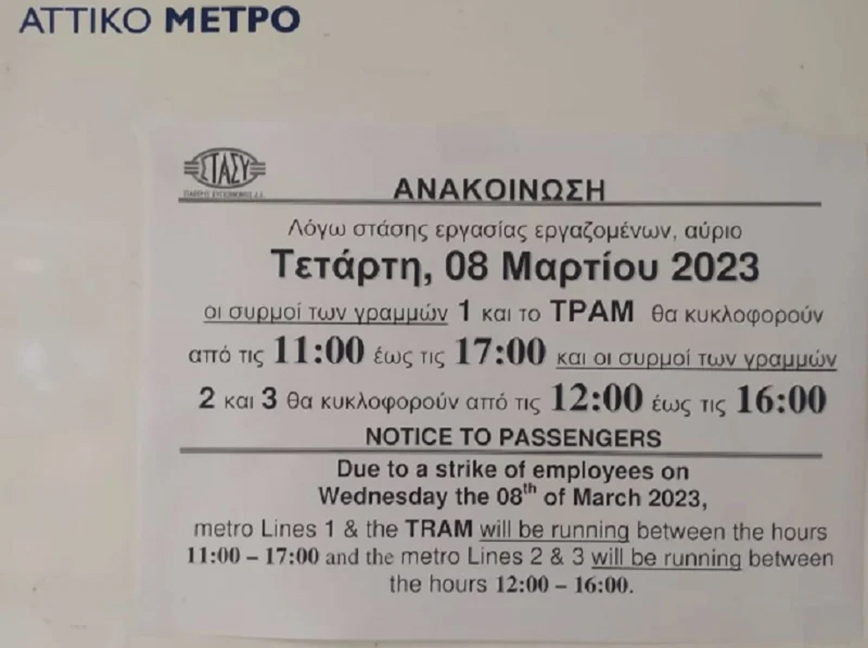 ΑΤΤΙΚΟ ΜΕΤΡΟ
ΣΤΑΣΥ
ΑΝΑΚΟΙΝΩΣΗ
Λόγω στάσης εργασίας εργαζομένων, αύριο
Τετάρτη, 08 Μαρτίου 2023
οι συρμοί των γραμμών 1 και το ΤΡΑΜ θα κυκλοφορούν
από τις 11:00 έως τις 17:00 και οι συρμοί των γραμμών
2 και 3 θα κυκλοφορούν από τις 12:00 έως τις 16:00
NOTICE TO PASSENGERS
Due to a strike of employees on
Wednesday the 08th of March 2023,
metro Lines 1 & the TRAM will be running between the hours
11:00 – 17:00 and the metro Lines 2 & 3 will be running between
the hours 12:00 – 16:00.